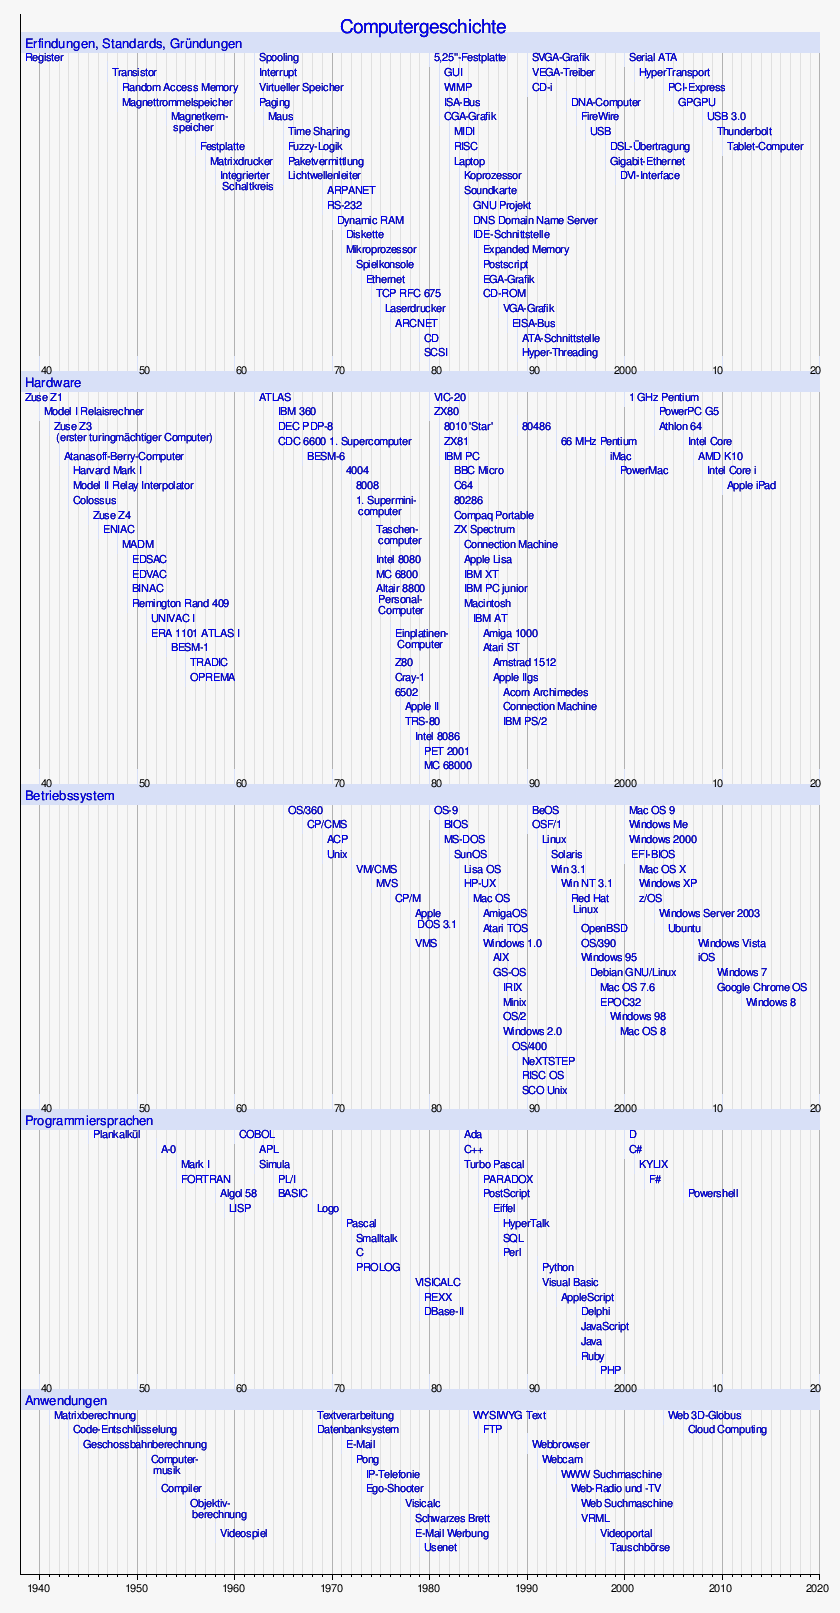 Computergeschichte
Erfindungen, Standards, Gründungen
Register Spooling 5,25"-Festplatte SVGA-Grafik Serial ATA
Transistor Interrupt GUI VEGA-Treiber HyperTransport
Random Access Memory Virtueller Speicher WIMP CD-i PCI-Express
Magnettrommelspeicher Paging ISA-Bus DNA-Computer GPGPU
Magnetkern- Maus CGA-Grafik FireWire USB 3.0
speicher
Time Sharing MIDI USB Thunderbolt
Festplatte Fuzzy-Logik RISC DSL-Übertragung Tablet-Computer
Matrixdrucker Paketvermittlung Laptop Gigabit-Ethernet
Integrierter Lichtwellenleiter Koprozessor DVI-Interface
Schaltkreis
ARPANET Soundkarte
RS-232 GNU Projekt
Dynamic RAM DNS Domain Name Server
Diskette IDE-Schnittstelle
Mikroprozessor Expanded Memory
Spielkonsole Postscript
Ethernet EGA-Grafik
TCP RFC 675 CD-ROM
Laserdrucker VGA-Grafik
ARCNET EISA-Bus
CD ATA-Schnittstelle
SCSI Hyper-Threading
40 50 60 70 80 90 2000 10 20
Hardware
Zuse Z1 ATLAS VIC-20 1 GHz Pentium
Model I Relaisrechner IBM 360 ZX80 PowerPC G5
Zuse Z3 DEC PDP-8 8010 'Star' 80486 Athlon 64
(erster turingmächtiger Computer)
CDC 6600 1. Supercomputer ZX81 66 MHz Pentium Intel Core
Atanasoff-Berry-Computer BESM-6 IBM PC iMac AMD K10
Harvard Mark I 4004 BBC Micro PowerMac Intel Core i
Model II Relay Interpolator 8008 C64 Apple iPad
Colossus 1. Supermini- 80286
computer
Zuse Z4 Compaq Portable
ENIAC Taschen- ZX Spectrum
computer
MADM Connection Machine
EDSAC Intel 8080 Apple Lisa
EDVAC MC 6800 IBM XT
BINAC Altair 8800 IBM PC junior
Personal-
Remington Rand 409 Macintosh
Computer
UNIVAC I IBM AT
ERA 1101 ATLAS I Einplatinen- Amiga 1000
Computer
BESM-1 Atari ST
TRADIC Z80 Amstrad 1512
OPREMA Cray-1 Apple IIgs
6502 Acorn Archimedes
Apple II Connection Machine
TRS-80 IBM PS/2
Intel 8086
PET 2001
MC 68000
40 50 60 70 80 90 2000 10 20
Betriebssystem
OS/360 OS-9 BeOS Mac OS 9
CP/CMS BIOS OSF/1 Windows Me
ACP MS-DOS Linux Windows 2000
Unix SunOS Solaris EFI-BIOS
VM/CMS Lisa OS Win 3.1 Mac OS X
MVS HP-UX Win NT 3.1 Windows XP
CP/M Mac OS Red Hat z/OS
Linux
Apple AmigaOS Windows Server 2003
DOS 3.1
Atari TOS OpenBSD Ubuntu
VMS Windows 1.0 OS/390 Windows Vista
AIX Windows 95 iOS
GS-OS Debian GNU/Linux Windows 7
IRIX Mac OS 7.6 Google Chrome OS
Minix EPOC32 Windows 8
OS/2 Windows 98
Windows 2.0 Mac OS 8
OS/400
NeXTSTEP
RISC OS
SCO Unix
40 50 60 70 80 90 2000 10 20
Programmiersprachen
Plankalkül COBOL Ada D
A-0 APL C++ C#
Mark I Simula Turbo Pascal KYLIX
FORTRAN PL/I PARADOX F#
Algol 58 BASIC PostScript Powershell
LISP Logo Eiffel
Pascal HyperTalk
Smalltalk SQL
C Perl
PROLOG Python
VISICALC Visual Basic
REXX AppleScript
DBase-II Delphi
JavaScript
Java
Ruby
PHP
40 50 60 70 80 90 2000 10 20
Anwendungen
Matrixberechnung Textverarbeitung WYSIWYG Text Web 3D-Globus
Code-Entschlüsselung Datenbanksystem FTP Cloud Computing
Geschossbahnberechnung E-Mail Webbrowser
Computer- Pong Webcam
musik
IP-Telefonie WWW Suchmaschine
Compiler Ego-Shooter Web-Radio und -TV
Objektiv- Visicalc Web Suchmaschine
berechnung
Schwarzes Brett VRML
Videospiel E-Mail Werbung Videoportal
Usenet Tauschbörse
1940 1950 1960 1970 1980 1990 2000 2010 2020